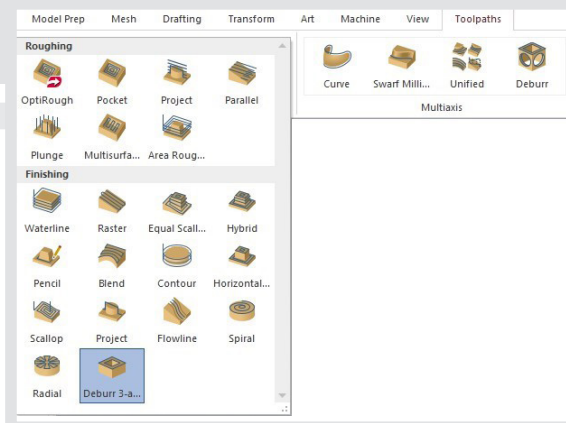 Model Prep Mesh Drafting Transform Art Machine View Toolpaths
Roughing
OptiRough Pocket Project Parallel
Plunge Multisurfa... Area Roug...
Finishing
Waterline Raster Equal Scall... Hybrid
Pencil Blend Contour Horizontal...
Scallop Project Flowline Spiral
Radial Deburr 3-a...
Curve Swarf Milli... Unified Deburr
Multiaxis